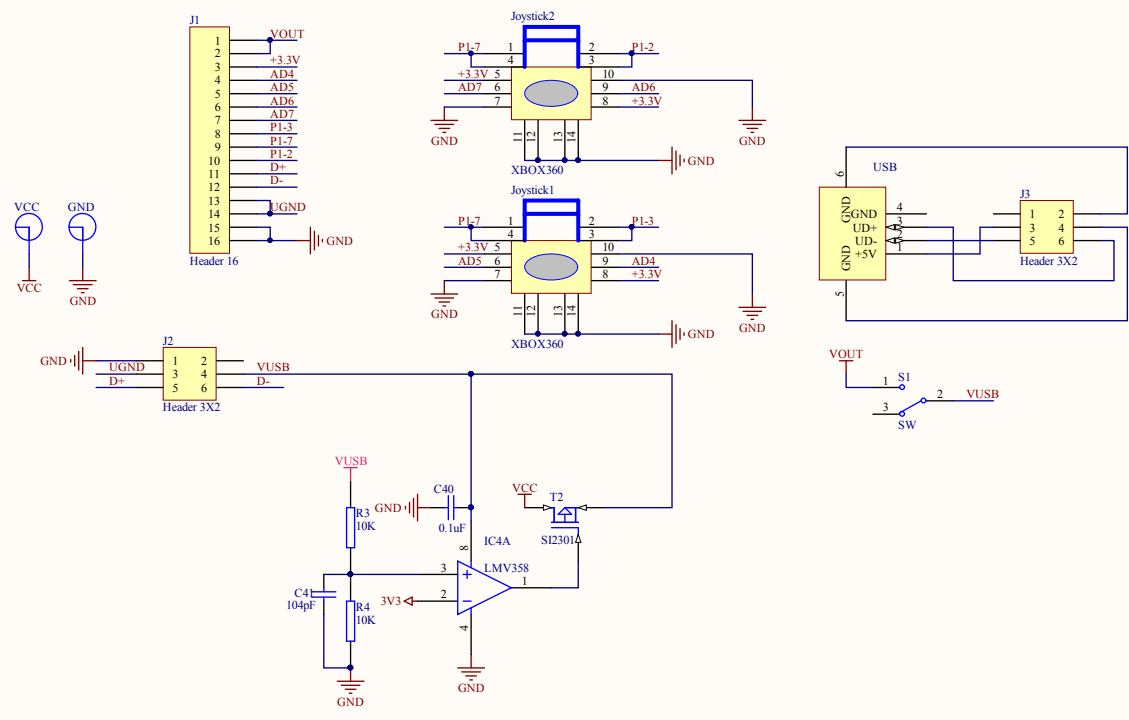 J1
1 VOUT
2
3 +3.3V
4 AD4
5 AD5
6 AD6
7 AD7
8 P1-3
9 P1-7
10 P1-2
11 D+
12 D-
13
14 UGND
15
16 GND
Header 16
VCC
VCC
GND
GND
Joystick2
P1-7 1 2 P1-2
4 3
+3.3V 5 10
AD7 6 9 AD6
7 8 +3.3V
GND
GND
11 12 13 14
GND
XBOX360
Joystick1
P1-7 1 2 P1-3
4 3
+3.3V 5 10
AD5 6 9 AD4
7 8 +3.3V
GND
GND
11 12 13 14
GND
XBOX360
USB
6
GND
GND 4
UD+ 3
UD- 2
+5V 1
GND
5
J3
1 2
3 4
5 6
Header 3X2
J2
GND 1 2
UGND 3 4 VUSB
D+ 5 6 D-
Header 3X2
VOUT
1 S1
2 VUSB
3
SW
VUSB
R3
10K
C41
104pF
R4
10K
GND
C40
GND
0.1uF
8
IC4A
LMV358
3 +
1
3V3 2 −
4
GND
VCC
T2
SI2301